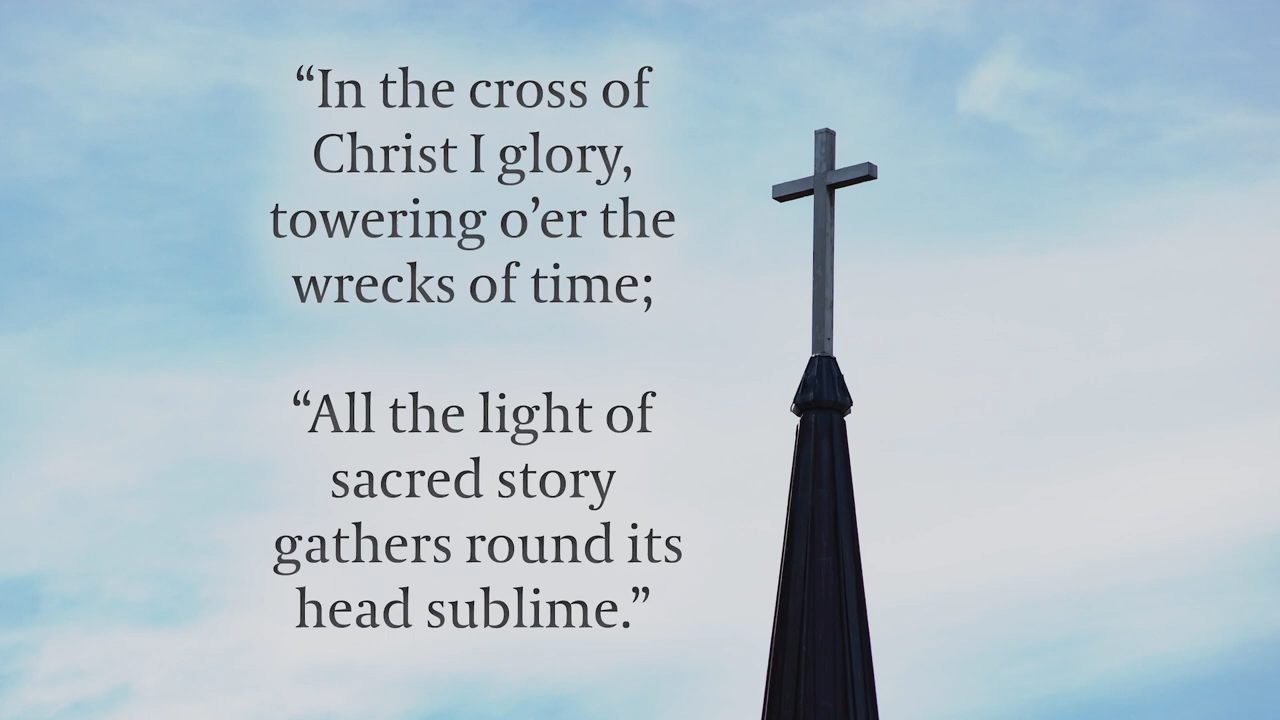 “In the cross of
Christ I glory,
towering o’er the
wrecks of time;
“All the light of
sacred story
gathers round its
head sublime.”